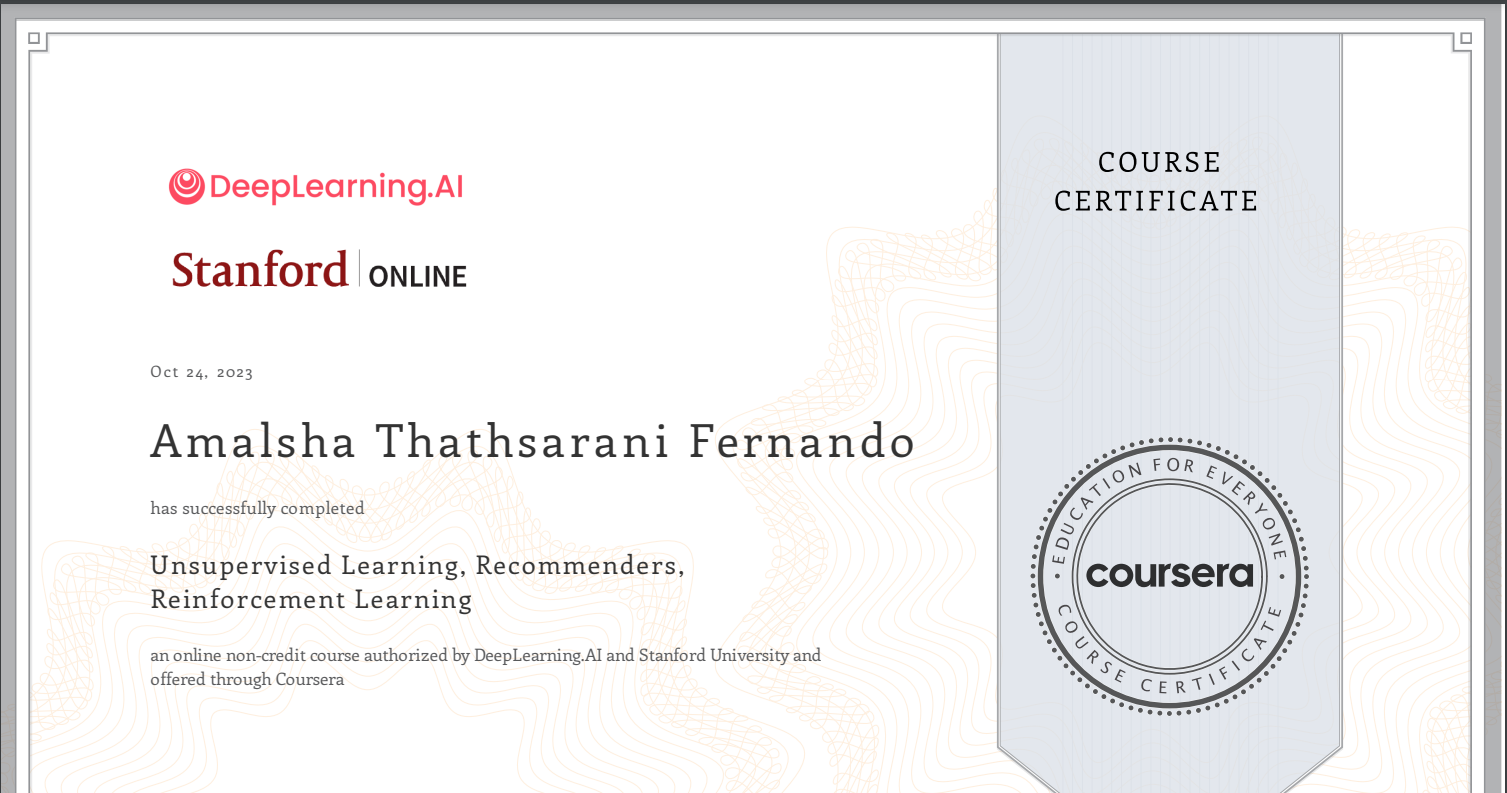 DeepLearning.AI
Stanford ONLINE
COURSE
CERTIFICATE
Oct 24, 2023
Amalsha Thathsarani Fernando
has successfully completed
Unsupervised Learning, Recommenders,
Reinforcement Learning
an online non-credit course authorized by DeepLearning.AI and Stanford University and
offered through Coursera
EDUCATION FOR EVERYONE
coursera
COURSE CERTIFICATE